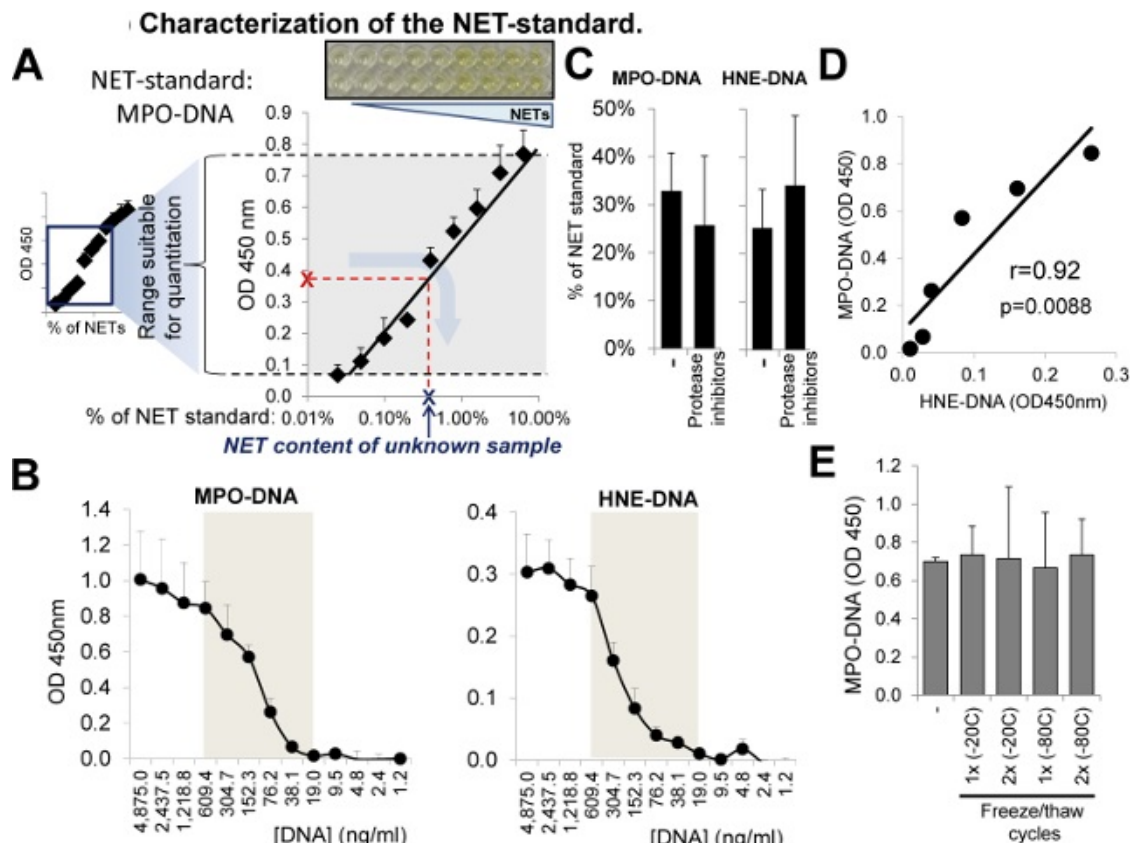 Characterization of the NET-standard.
A
NET-standard:
MPO-DNA
NETs
OD 450
% of NETs
Range suitable
for quantitation
OD 450 nm
0.9
0.8
0.7
0.6
0.5
0.4
0.3
0.2
0.1
0.0
X
X
% of NET standard: 0.01% 0.10% 1.00% 10.00%
NET content of unknown sample
C
MPO-DNA HNE-DNA
% of NET standard
50%
40%
30%
20%
10%
0%
-
Protease
inhibitors
-
Protease
inhibitors
D
MPO-DNA (OD 450)
1.0
0.8
0.6
0.4
0.2
0.0
r=0.92
p=0.0088
0.0 0.1 0.2 0.3
HNE-DNA (OD450nm)
B
MPO-DNA
OD 450nm
1.4
1.2
1.0
0.8
0.6
0.4
0.2
0.0
4,875.0
2,437.5
1,218.8
609.4
304.7
152.3
76.2
38.1
19.0
9.5
4.8
2.4
1.2
[DNA] (ng/ml)
HNE-DNA
0.4
0.3
0.2
0.1
0.0
4,875.0
2,437.5
1,218.8
609.4
304.7
152.3
76.2
38.1
19.0
9.5
4.8
2.4
1.2
[DNA] (ng/ml)
E
MPO-DNA (OD 450)
1.2
1.0
0.8
0.6
0.4
0.2
0.0
-
1x (-20C)
2x (-20C)
1x (-80C)
2x (-80C)
Freeze/thaw
cycles